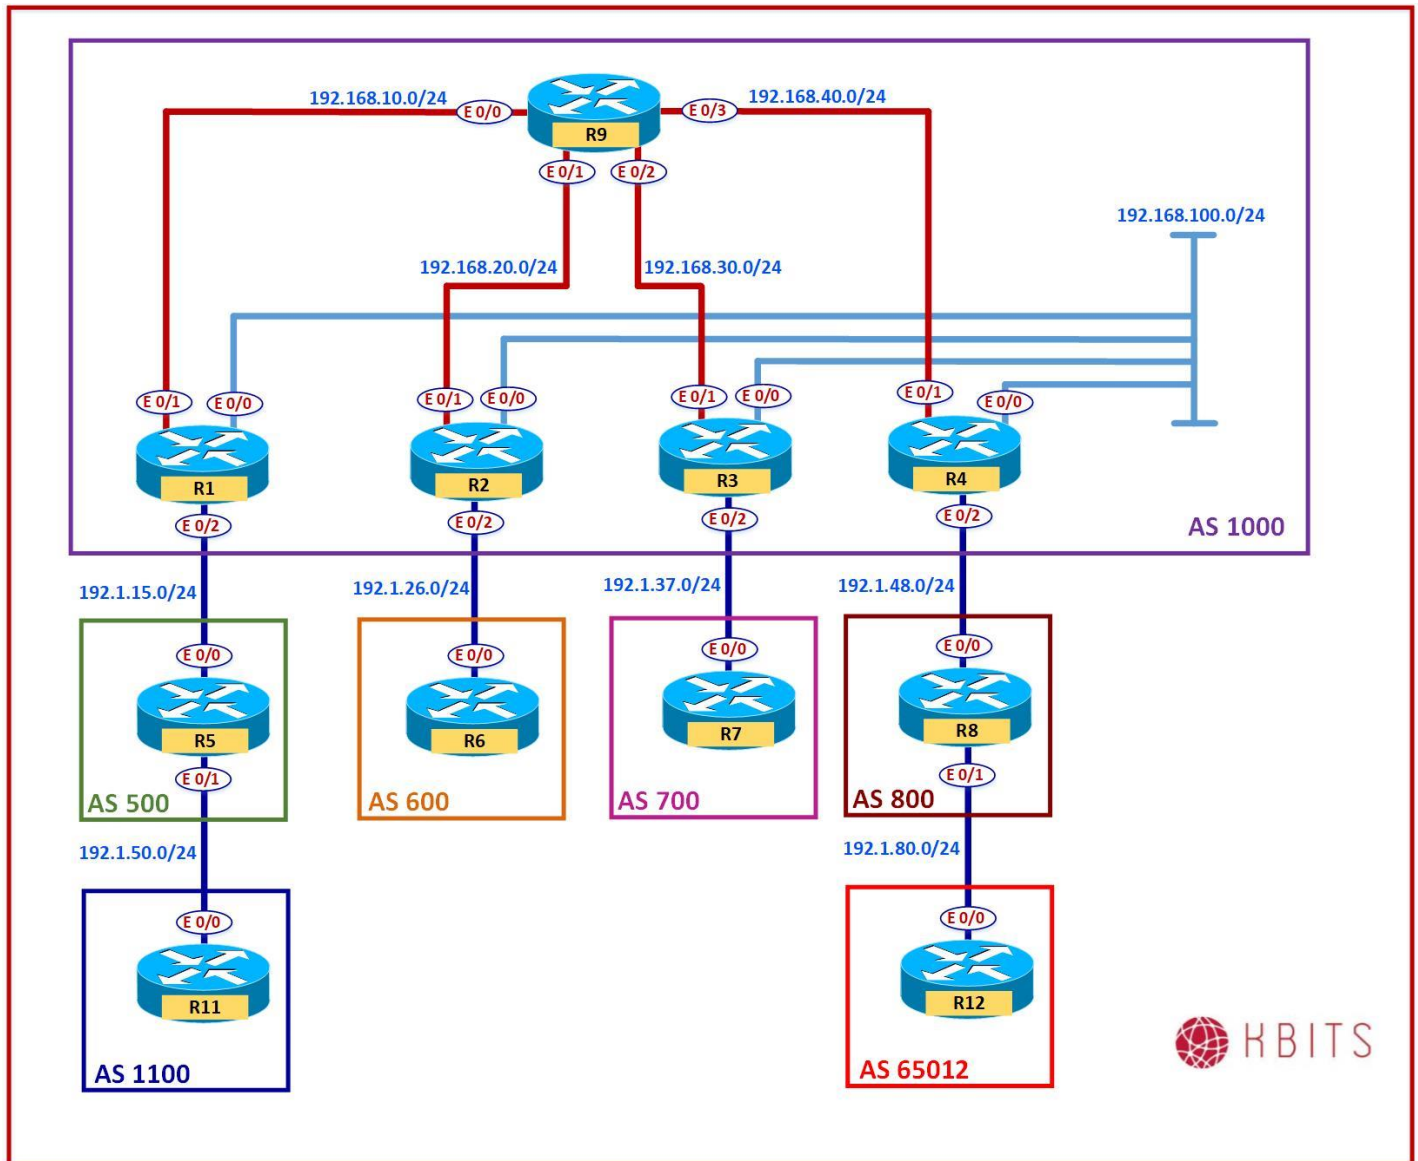 192.168.10.0/24
E 0/0
R9
E 0/3
192.168.40.0/24
E 0/1
E 0/2
192.168.100.0/24
192.168.20.0/24
192.168.30.0/24
E 0/1
E 0/0
E 0/1
E 0/0
E 0/1
E 0/0
E 0/1
E 0/0
R1
R2
R3
R4
E 0/2
E 0/2
E 0/2
E 0/2
AS 1000
192.1.15.0/24
192.1.26.0/24
192.1.37.0/24
192.1.48.0/24
E 0/0
E 0/0
E 0/0
E 0/0
R5
R6
R7
R8
E 0/1
E 0/1
AS 500
AS 600
AS 700
AS 800
192.1.50.0/24
192.1.80.0/24
E 0/0
E 0/0
R11
R12
AS 1100
AS 65012
KBITS